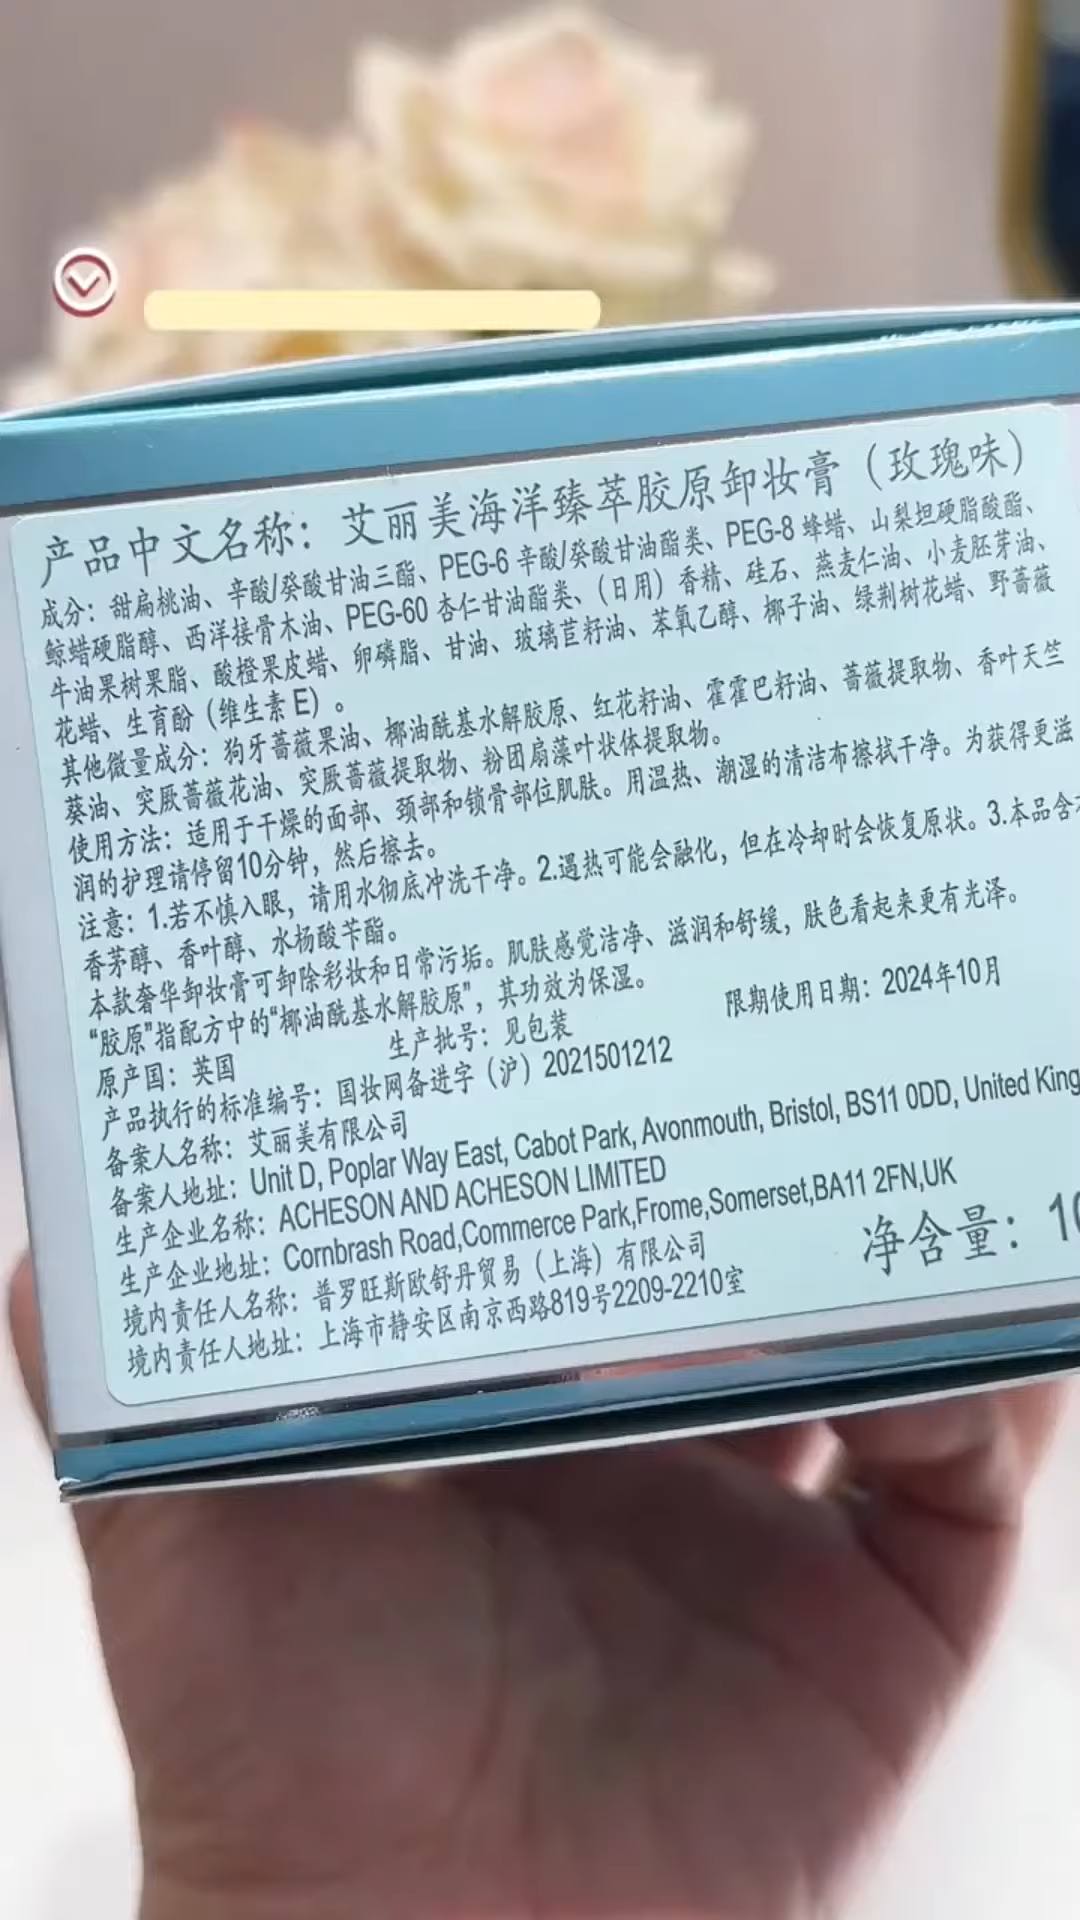 产品中文名称：艾丽美海洋臻萃胶原卸妆膏（玫瑰味）
成分：甜扁桃油、辛酸/癸酸甘油三酯、PEG-6 辛酸/癸酸甘油酯类、PEG-8 蜂蜡、山梨坦硬脂酸酯、
鲸蜡硬脂醇、西洋接骨木油、PEG-60 杏仁甘油酯类、（日用）香精、硅石、燕麦仁油、小麦胚芽油、
牛油果树果脂、酸橙果皮蜡、卵磷脂、甘油、玻璃苣籽油、苯氧乙醇、椰子油、绿荆树花蜡、野蔷薇
花蜡、生育酚（维生素 E）。
其他微量成分：狗牙蔷薇果油、椰油酰基水解胶原、红花籽油、霍霍巴籽油、蔷薇提取物、香叶天竺
葵油、突厥蔷薇花油、突厥蔷薇提取物、粉团扇藻叶状体提取物。
使用方法：适用于干燥的面部、颈部和锁骨部位肌肤。用温热、潮湿的清洁布擦拭干净。为获得更滋
润的护理请停留10分钟，然后擦去。
注意：1.若不慎入眼，请用水彻底冲洗干净。2.遇热可能会融化，但在冷却时会恢复原状。3.本品含
香茅醇、香叶醇、水杨酸苄酯。
本款奢华卸妆膏可卸除彩妆和日常污垢。肌肤感觉洁净、滋润和舒缓，肤色看起来更有光泽。
“胶原”指配方中的“椰油酰基水解胶原”，其功效为保湿。
原产国：英国 生产批号：见包装 限期使用日期：2024年10月
产品执行的标准编号：国妆网备进字（沪）2021501212
备案人名称：艾丽美有限公司
备案人地址：Unit D, Poplar Way East, Cabot Park, Avonmouth, Bristol, BS11 0DD, United King
生产企业名称：ACHESON AND ACHESON LIMITED
生产企业地址：Cornbrash Road,Commerce Park,Frome,Somerset,BA11 2FN,UK
境内责任人名称：普罗旺斯欧舒丹贸易（上海）有限公司 净含量：10
境内责任人地址：上海市静安区南京西路819号2209-2210室